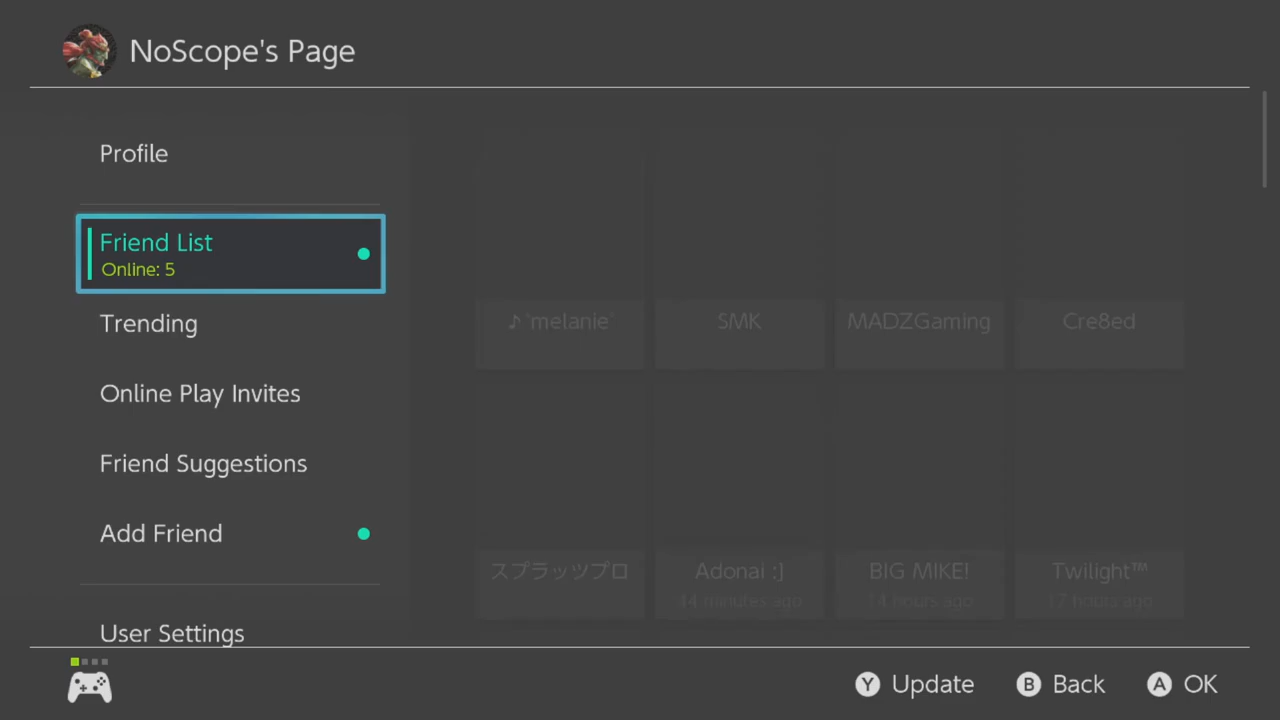 NoScope's Page
Profile
Friend List
Online: 5
Trending
Online Play Invites
Friend Suggestions
Add Friend
User Settings
♪*melanie*
SMK
MADZGaming
Cre8ed
スプラッツプロ
Adonai :]
BIG MIKE!
Twilight™
44 minutes ago
14 hours ago
17 hours ago
Y Update
B Back
A OK